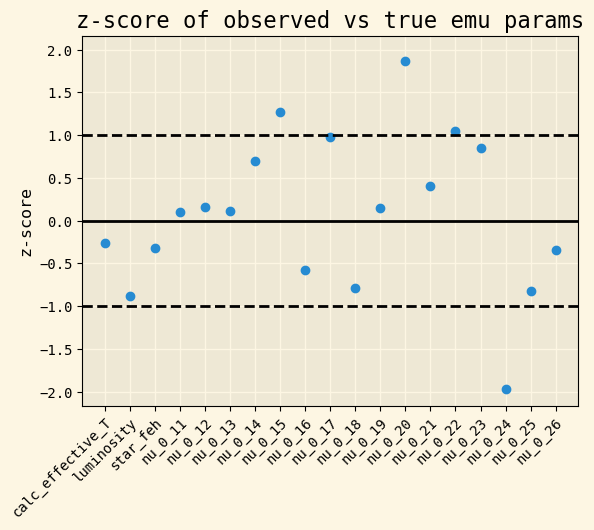 z-score of observed vs true emu params
z-score
2.0
1.5
1.0
0.5
0.0
−0.5
−1.0
−1.5
−2.0
calc_effective_T
luminosity
star_feh
nu_0_11
nu_0_12
nu_0_13
nu_0_14
nu_0_15
nu_0_16
nu_0_17
nu_0_18
nu_0_19
nu_0_20
nu_0_21
nu_0_22
nu_0_23
nu_0_24
nu_0_25
nu_0_26